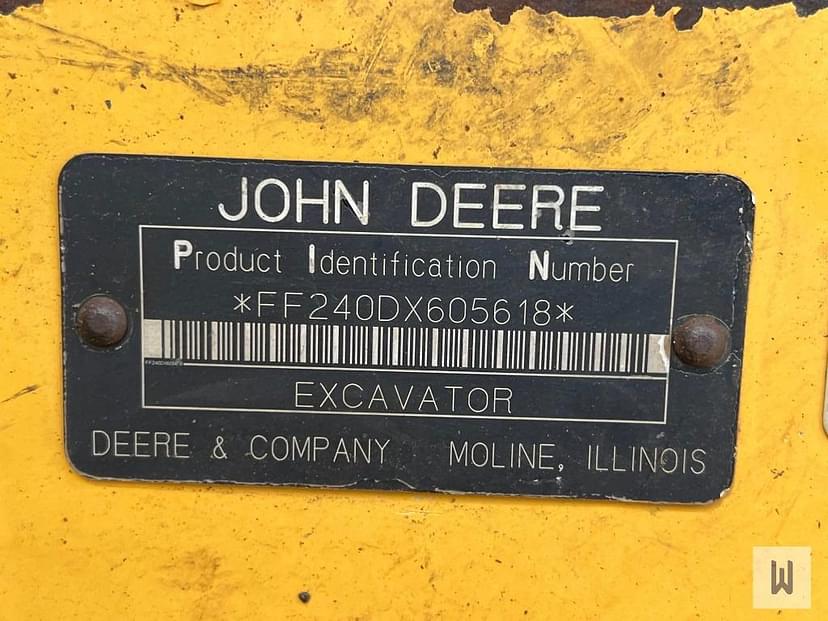 JOHN DEERE
Product Identification Number
*FF240DX605618*
EXCAVATOR
DEERE & COMPANY MOLINE, ILLINOIS
W